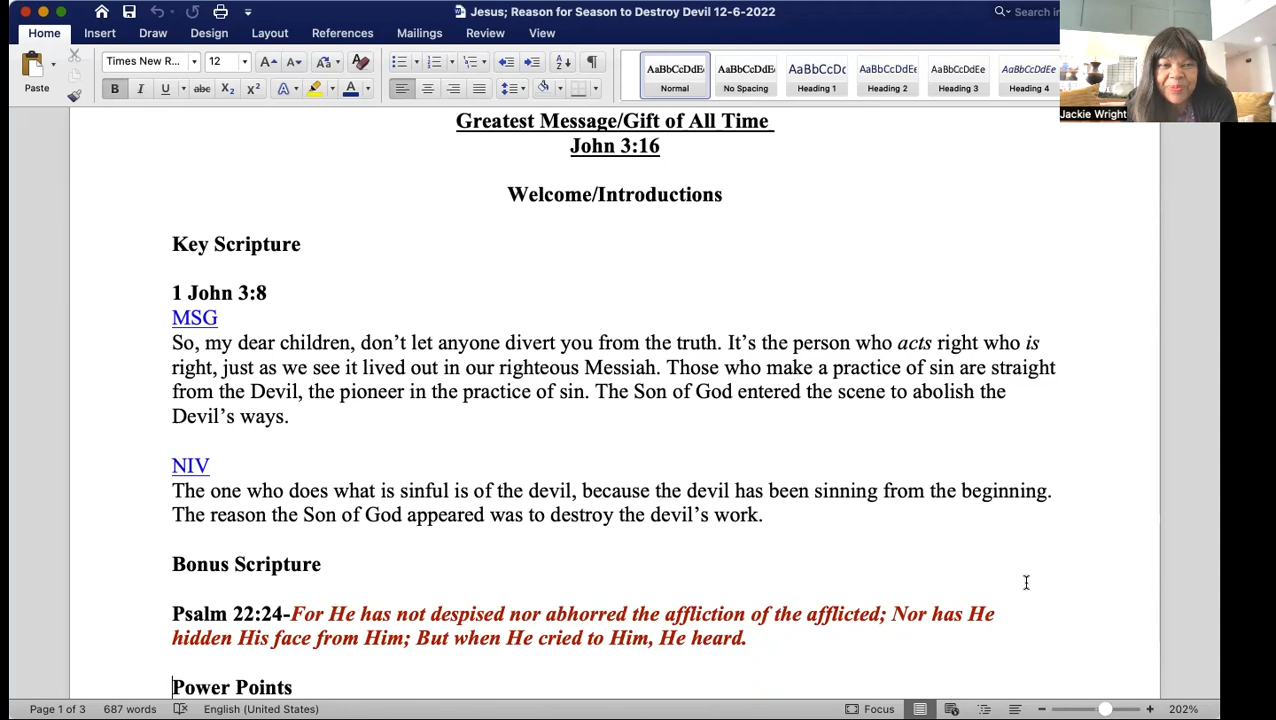 Jesus; Reason for Season to Destroy Devil 12-6-2022
Search in
Home Insert Draw Design Layout References Mailings Review View
Paste
Times New R... 12
AaBbCcDdE AaBbCcDdE AaBbCcDc AaBbCcDdE AaBbCcDdEe AaBbCcDdE
Normal No Spacing Heading 1 Heading 2 Heading 3 Heading 4
Jackie Wright
Greatest Message/Gift of All Time
John 3:16
Welcome/Introductions
Key Scripture
1 John 3:8
MSG
So, my dear children, don’t let anyone divert you from the truth. It’s the person who acts right who is
right, just as we see it lived out in our righteous Messiah. Those who make a practice of sin are straight
from the Devil, the pioneer in the practice of sin. The Son of God entered the scene to abolish the
Devil’s ways.
NIV
The one who does what is sinful is of the devil, because the devil has been sinning from the beginning.
The reason the Son of God appeared was to destroy the devil’s work.
Bonus Scripture
Psalm 22:24-For He has not despised nor abhorred the affliction of the afflicted; Nor has He
hidden His face from Him; But when He cried to Him, He heard.
Power Points
Page 1 of 3 687 words English (United States) Focus 202%